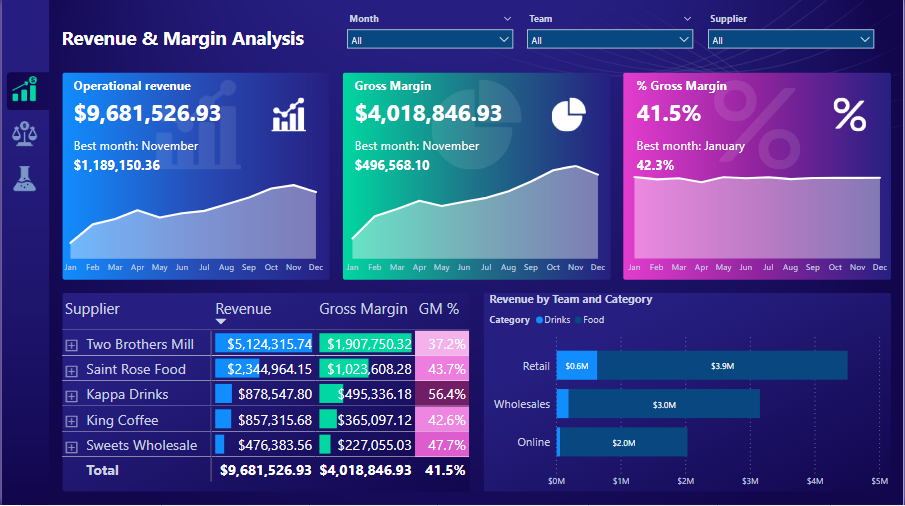 Revenue & Margin Analysis
Month
Team
Supplier
All
All
All
Operational revenue
$9,681,526.93
Best month: November
$1,189,150.36
Jan Feb Mar Apr May Jun Jul Aug Sep Oct Nov Dec
Gross Margin
$4,018,846.93
Best month: November
$496,568.10
Jan Feb Mar Apr May Jun Jul Aug Sep Oct Nov Dec
% Gross Margin
41.5%
Best month: January
42.3%
Jan Feb Mar Apr May Jun Jul Aug Sep Oct Nov Dec
%
Supplier Revenue Gross Margin GM %
Two Brothers Mill $5,124,315.74 $1,907,750.32 37.2%
Saint Rose Food $2,344,964.15 $1,023,608.28 43.7%
Kappa Drinks $878,547.80 $495,336.18 56.4%
King Coffee $857,315.68 $365,097.12 42.6%
Sweets Wholesale $476,383.56 $227,055.03 47.7%
Total $9,681,526.93 $4,018,846.93 41.5%
Revenue by Team and Category
Category Drinks Food
Retail $0.6M $3.9M
Wholesales $3.0M
Online $2.0M
$0M $1M $2M $3M $4M $5M